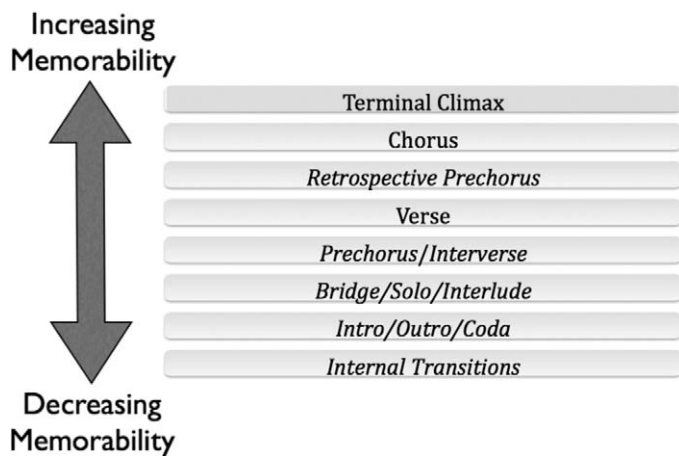 Increasing
Memorability
Terminal Climax
Chorus
Retrospective Prechorus
Verse
Prechorus/Interverse
Bridge/Solo/Interlude
Intro/Outro/Coda
Internal Transitions
Decreasing
Memorability